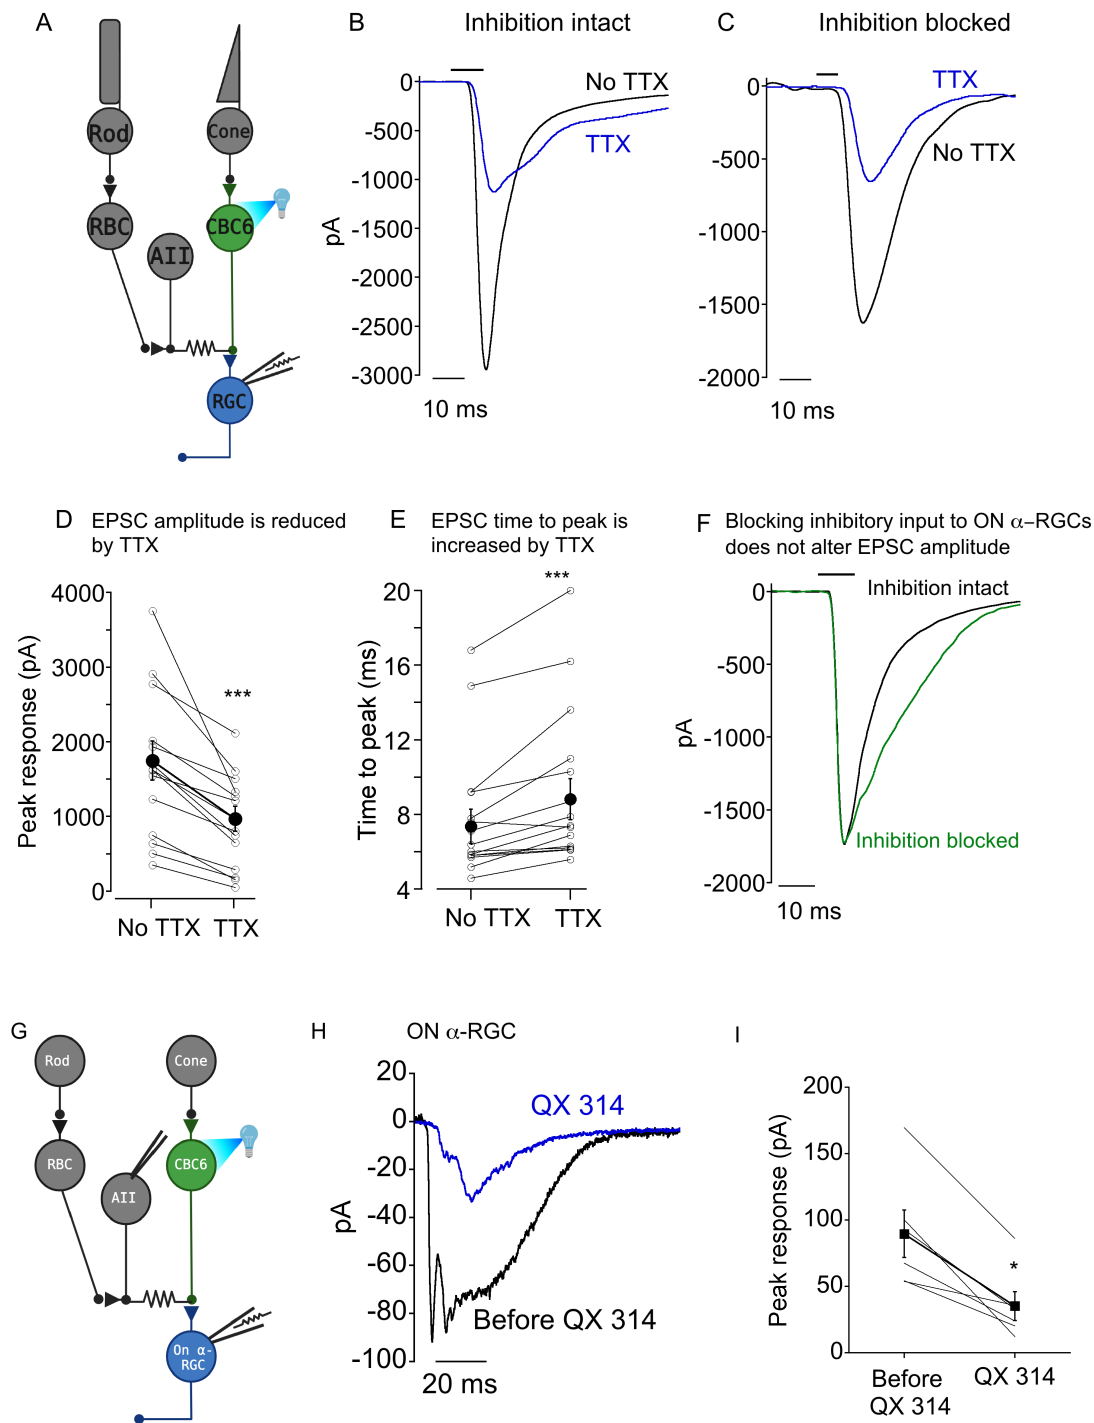 A
Rod
Cone
RBC
AII
CBC6
RGC
B
Inhibition intact
No TTX
TTX
0
-500
-1000
-1500
-2000
-2500
-3000
pA
10 ms
C
Inhibition blocked
TTX
No TTX
0
-500
-1000
-1500
-2000
10 ms
D
EPSC amplitude is reduced
by TTX
***
4000
3000
2000
1000
0
Peak response (pA)
No TTX
TTX
E
EPSC time to peak is
increased by TTX
***
20
16
12
8
4
Time to peak (ms)
No TTX
TTX
F
Blocking inhibitory input to ON α−RGCs
does not alter EPSC amplitude
Inhibition intact
0
-500
-1000
-1500
-2000
pA
Inhibition blocked
10 ms
G
Rod
Cone
RBC
AII
CBC6
On α-
RGC
H
ON α-RGC
20
0
-20
-40
-60
-80
-100
pA
QX 314
Before QX 314
20 ms
I
200
150
100
50
0
Peak response (pA)
*
Before
QX 314
QX 314